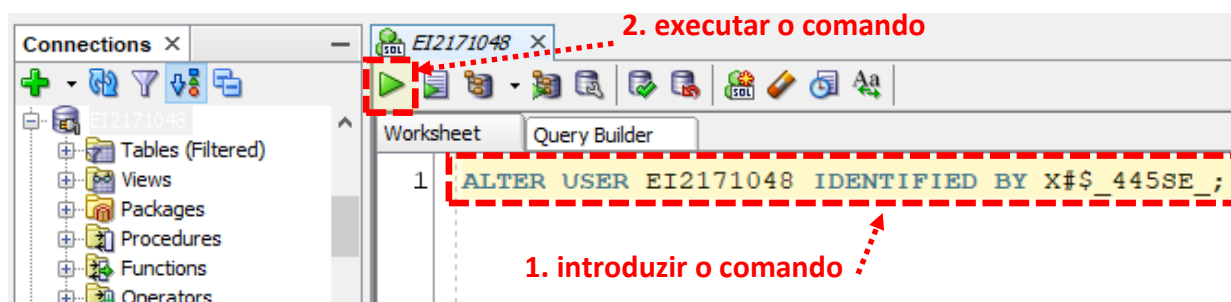 2. executar o comando
Connections
EI2171048
EI2171048
Tables (Filtered)
Views
Packages
Procedures
Functions
Operators
Worksheet
Query Builder
1 ALTER USER EI2171048 IDENTIFIED BY X#$_445SE_;
1. introduzir o comando